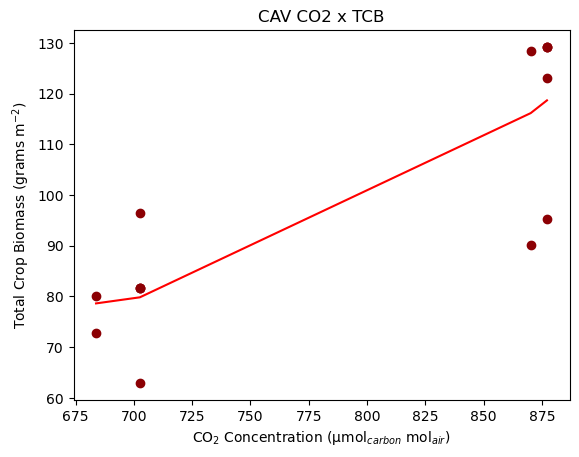 CAV CO2 x TCB
Total Crop Biomass (grams m⁻²)
130
120
110
100
90
80
70
60
675 700 725 750 775 800 825 850 875
CO₂ Concentration (μmol_carbon mol_air)